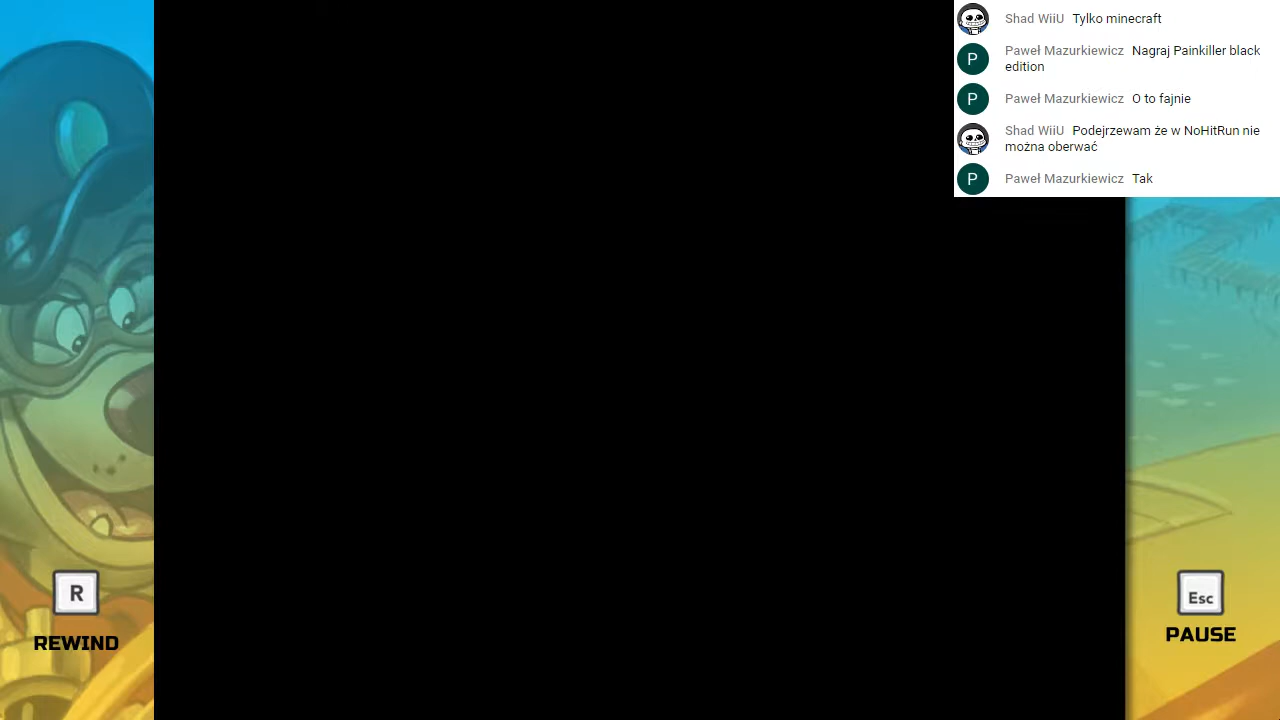 Shad WiiU Tylko minecraft
P Paweł Mazurkiewicz Nagraj Painkiller black
edition
P Paweł Mazurkiewicz O to fajnie
Shad WiiU Podejrzewam że w NoHitRun nie
można oberwać
P Paweł Mazurkiewicz Tak
R
REWIND
Esc
PAUSE